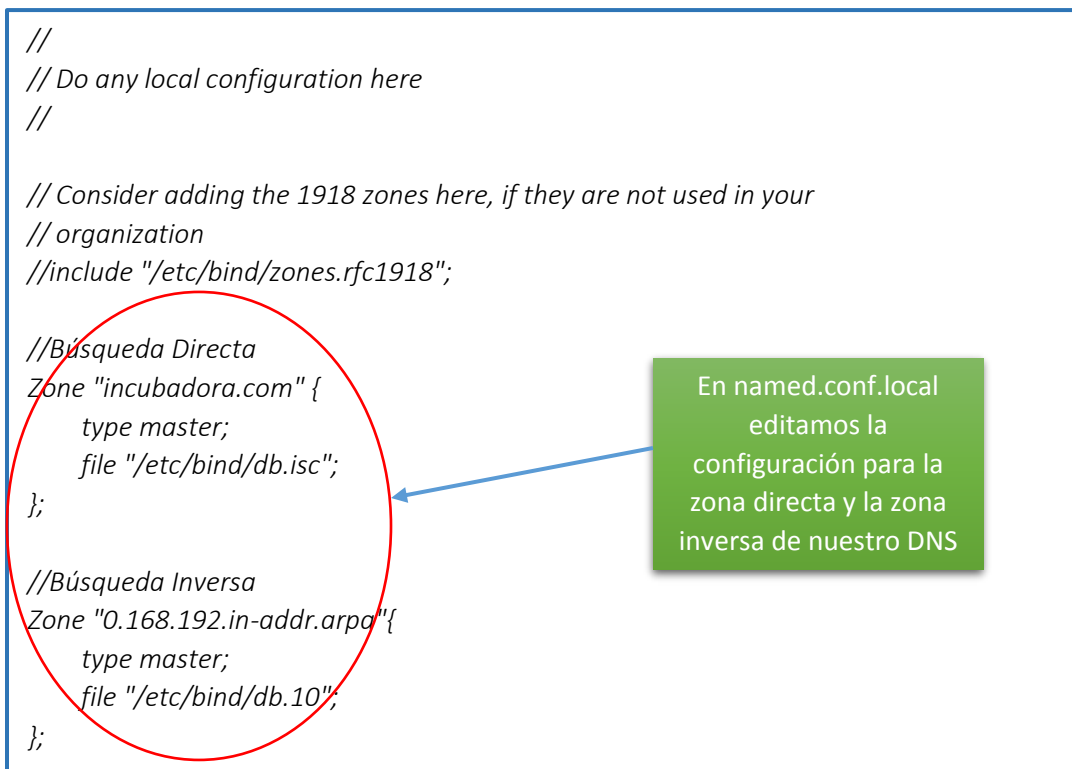 //
// Do any local configuration here
//
// Consider adding the 1918 zones here, if they are not used in your
// organization
//include "/etc/bind/zones.rfc1918";
//Búsqueda Directa
Zone "incubadora.com" {
type master;
file "/etc/bind/db.isc";
};
//Búsqueda Inversa
Zone "0.168.192.in-addr.arpa"{
type master;
file "/etc/bind/db.10";
};
En named.conf.local
editamos la
configuración para la
zona directa y la zona
inversa de nuestro DNS